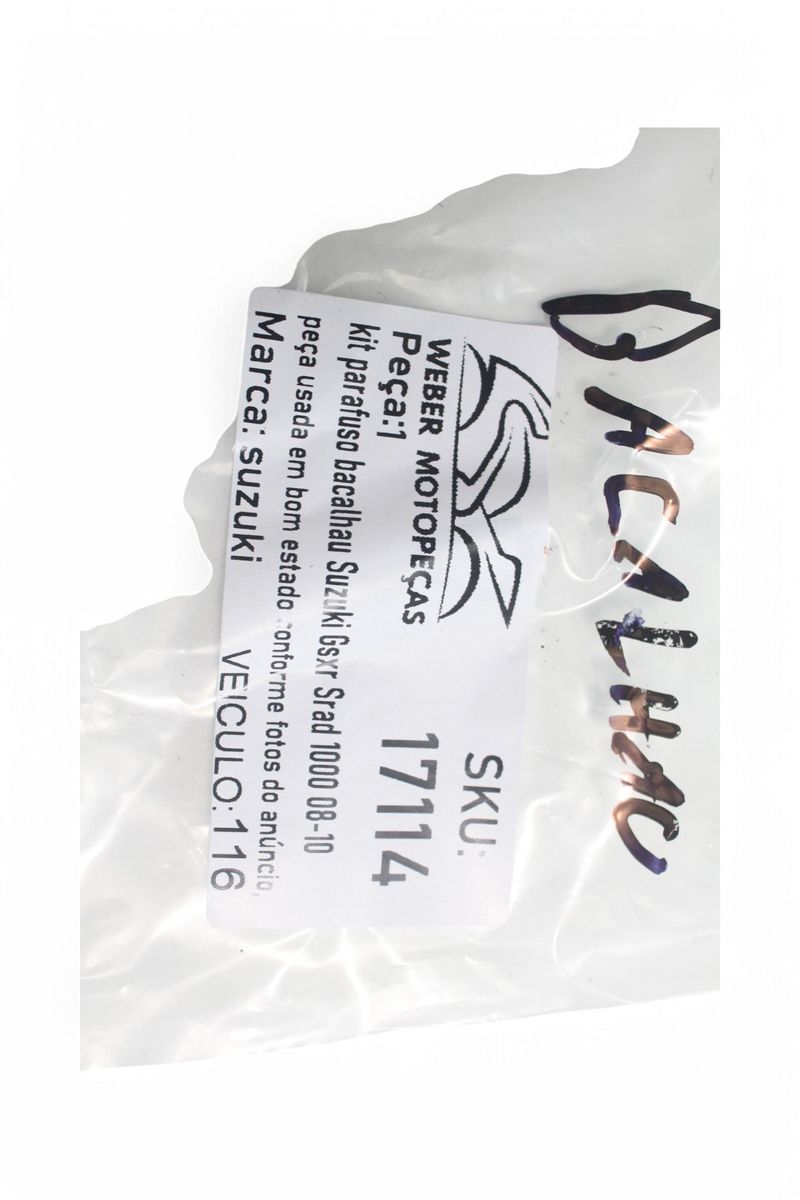 BACALHAU
SKU:
17114
WEBER MOTOPEÇAS
Peça:1
kit parafuso bacalhau Suzuki Gsxr Srad 1000 08-10
peça usada em bom estado conforme fotos do anúncio,
Marca: suzuki
VEICULO:116